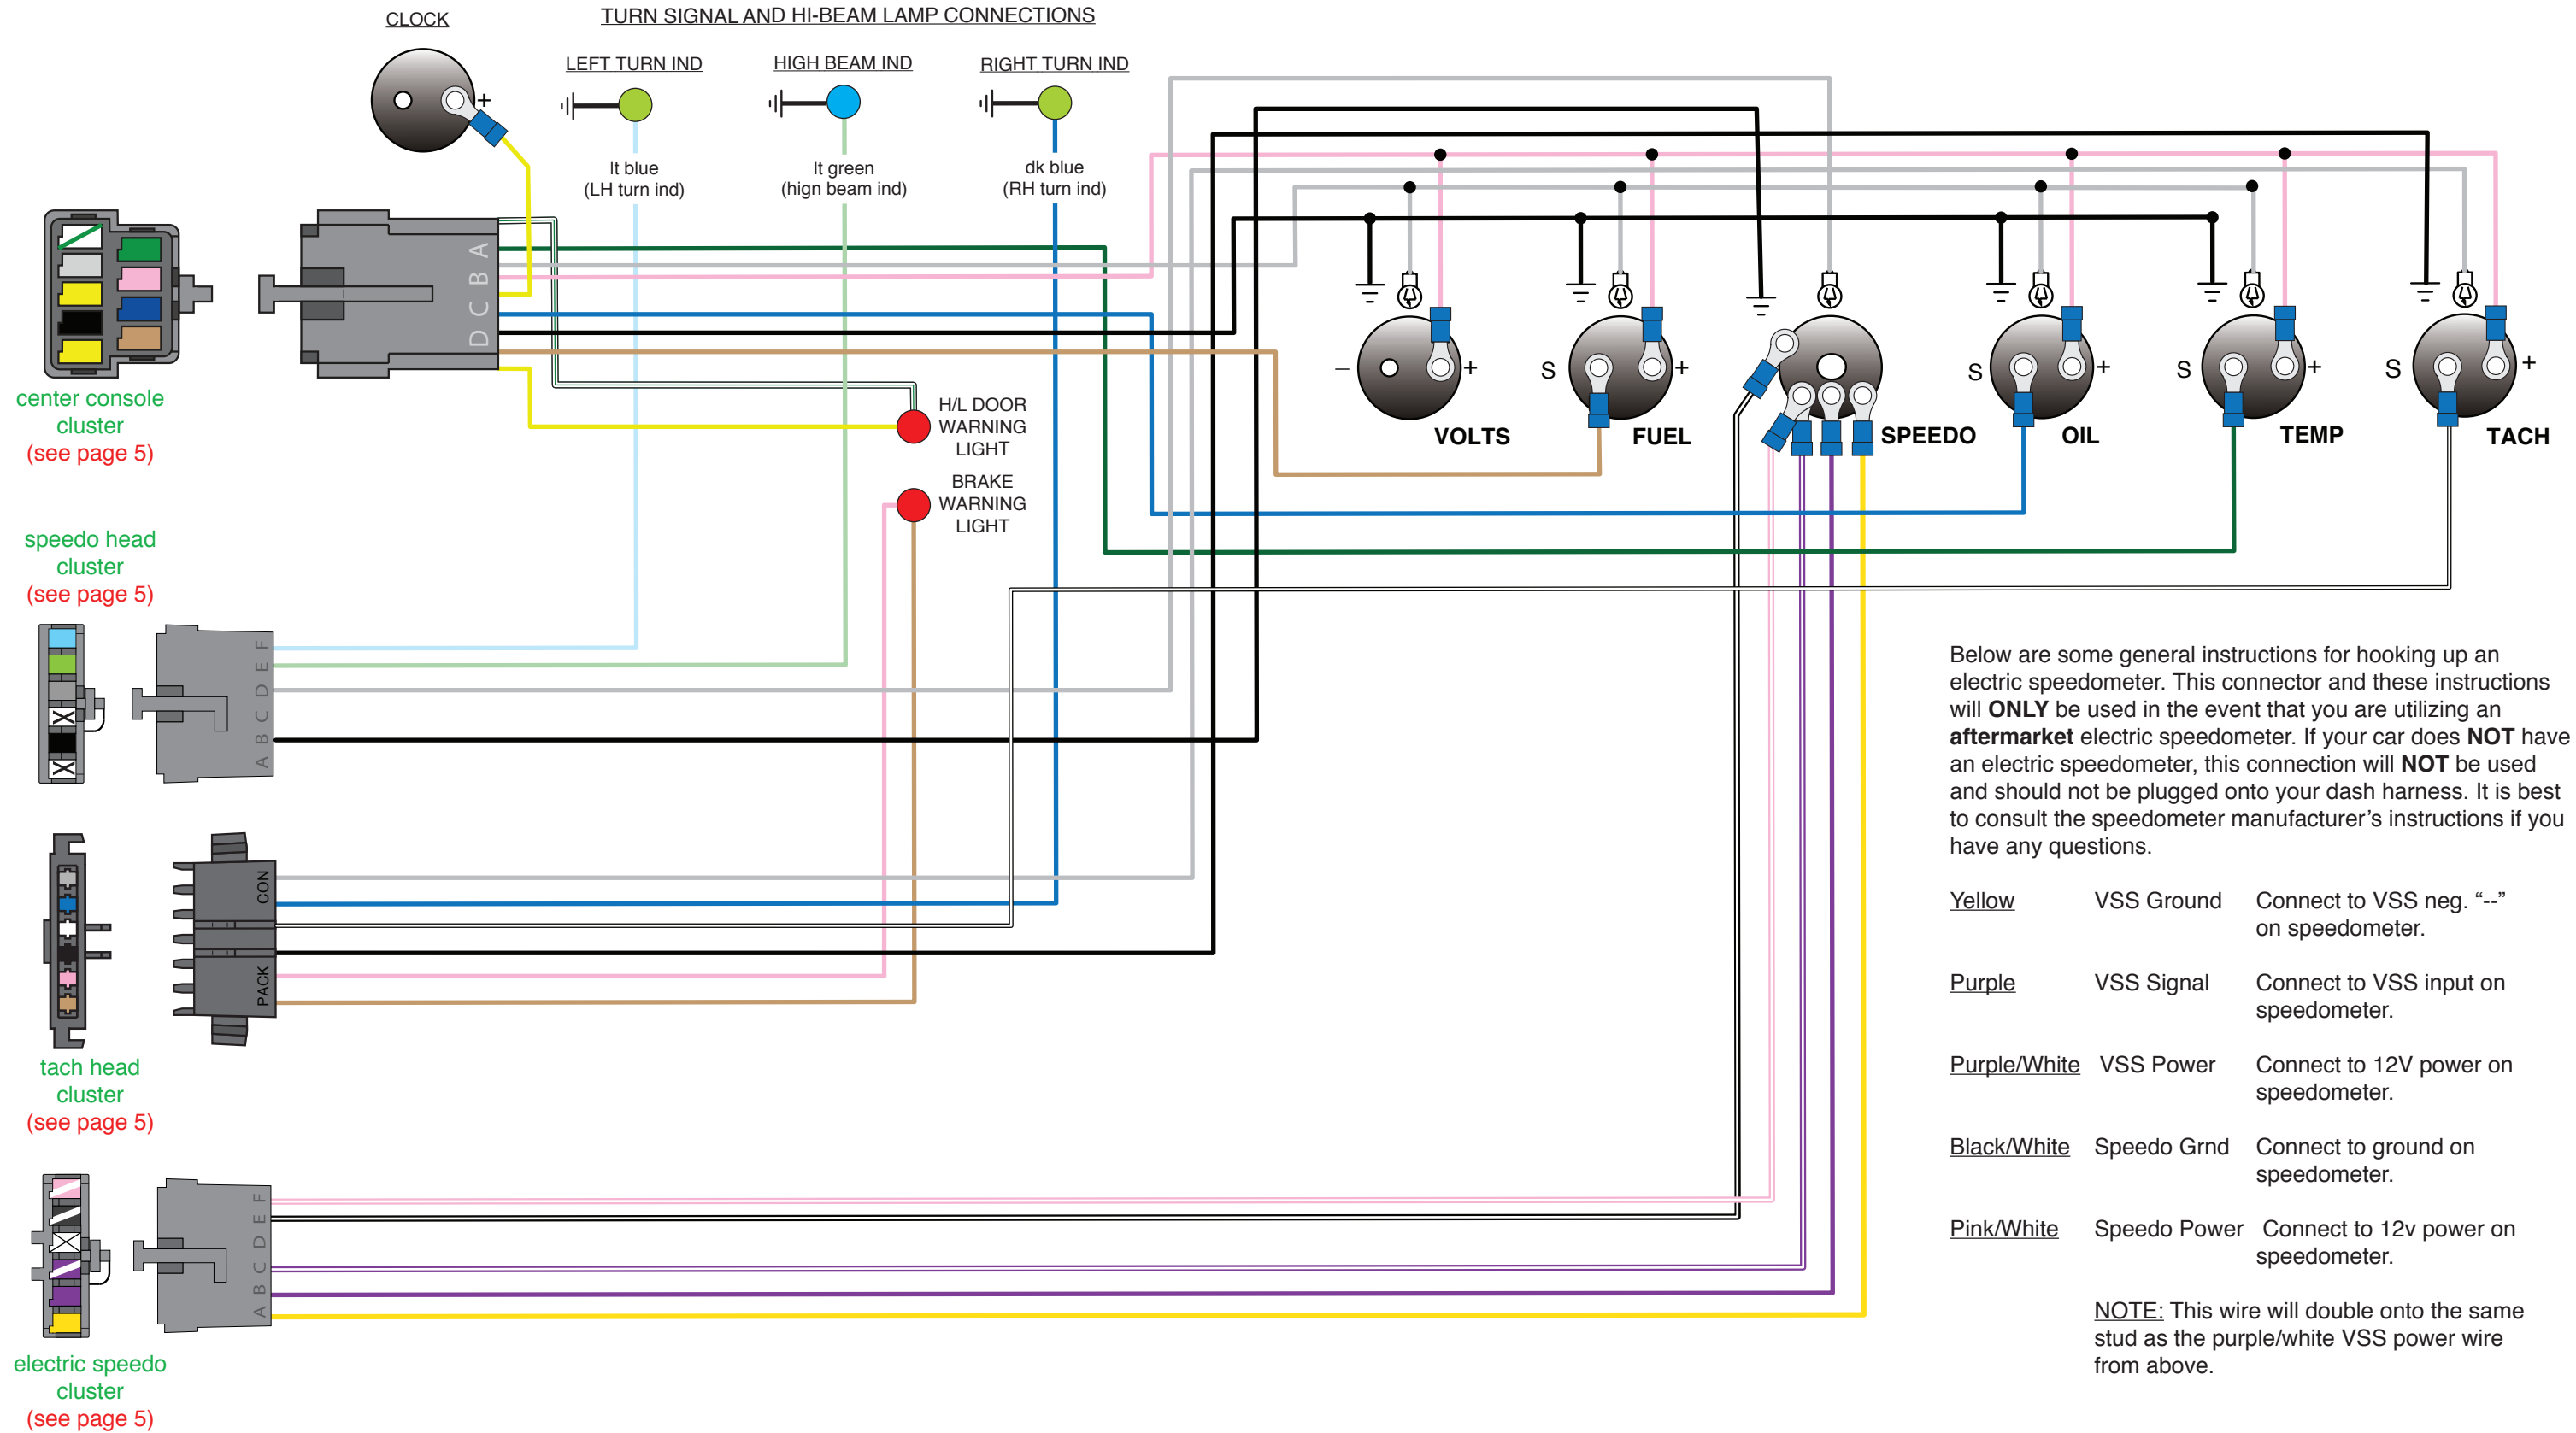 CLOCK
TURN SIGNAL AND HI-BEAM LAMP CONNECTIONS
LEFT TURN IND
HIGH BEAM IND
RIGHT TURN IND
+
lt blue
(LH turn ind)
lt green
(hign beam ind)
dk blue
(RH turn ind)
A
B
C
D
center console
cluster
(see page 5)
H/L DOOR
WARNING
LIGHT
BRAKE
WARNING
LIGHT
–
+
VOLTS
S
+
FUEL
SPEEDO
S
+
OIL
S
+
TEMP
S
+
TACH
speedo head
cluster
(see page 5)
X
X
F
E
D
C
B
A
CON
PACK
tach head
cluster
(see page 5)
F
E
D
C
B
A
electric speedo
cluster
(see page 5)
Below are some general instructions for hooking up an
electric speedometer. This connector and these instructions
will ONLY be used in the event that you are utilizing an
aftermarket electric speedometer. If your car does NOT have
an electric speedometer, this connection will NOT be used
and should not be plugged onto your dash harness. It is best
to consult the speedometer manufacturer’s instructions if you
have any questions.
Yellow VSS Ground Connect to VSS neg. “--”
on speedometer.
Purple VSS Signal Connect to VSS input on
speedometer.
Purple/White VSS Power Connect to 12V power on
speedometer.
Black/White Speedo Grnd Connect to ground on
speedometer.
Pink/White Speedo Power Connect to 12v power on
speedometer.
NOTE: This wire will double onto the same
stud as the purple/white VSS power wire
from above.